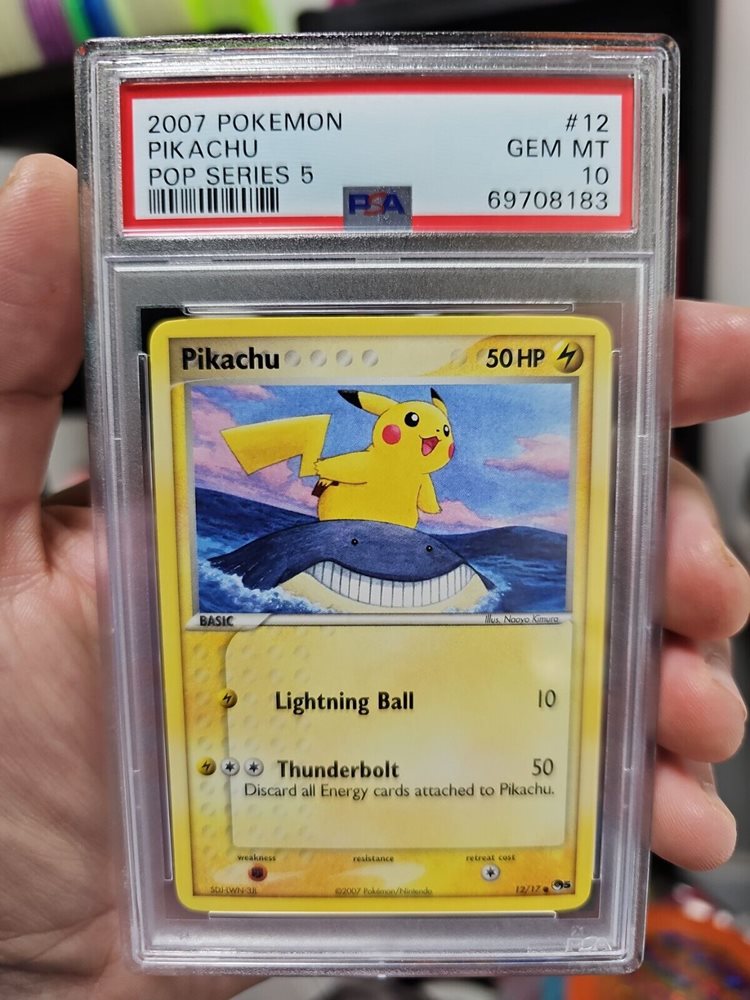 2007 POKEMON #12
PIKACHU GEM MT
POP SERIES 5 10
PSA 69708183
Pikachu 50 HP
BASIC Illus. Naoyo Kimura
Lightning Ball 10
Thunderbolt 50
Discard all Energy cards attached to Pikachu.
weakness resistance retreat cost
©2007 Pokémon/Nintendo 12/17 5